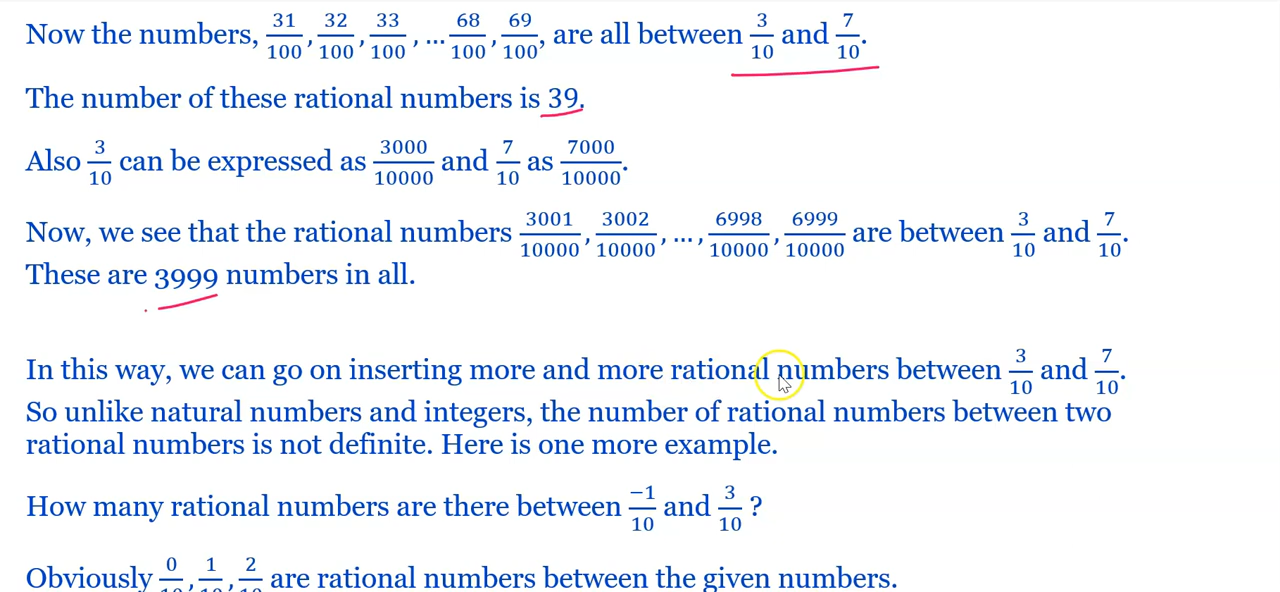 Now the numbers, 31/100, 32/100, 33/100, ... 68/100, 69/100, are all between 3/10 and 7/10.
The number of these rational numbers is 39.
Also 3/10 can be expressed as 3000/10000 and 7/10 as 7000/10000.
Now, we see that the rational numbers 3001/10000, 3002/10000, ..., 6998/10000, 6999/10000 are between 3/10 and 7/10.
These are 3999 numbers in all.
In this way, we can go on inserting more and more rational numbers between 3/10 and 7/10.
So unlike natural numbers and integers, the number of rational numbers between two
rational numbers is not definite. Here is one more example.
How many rational numbers are there between −1/10 and 3/10 ?
Obviously 0/10, 1/10, 2/10 are rational numbers between the given numbers.